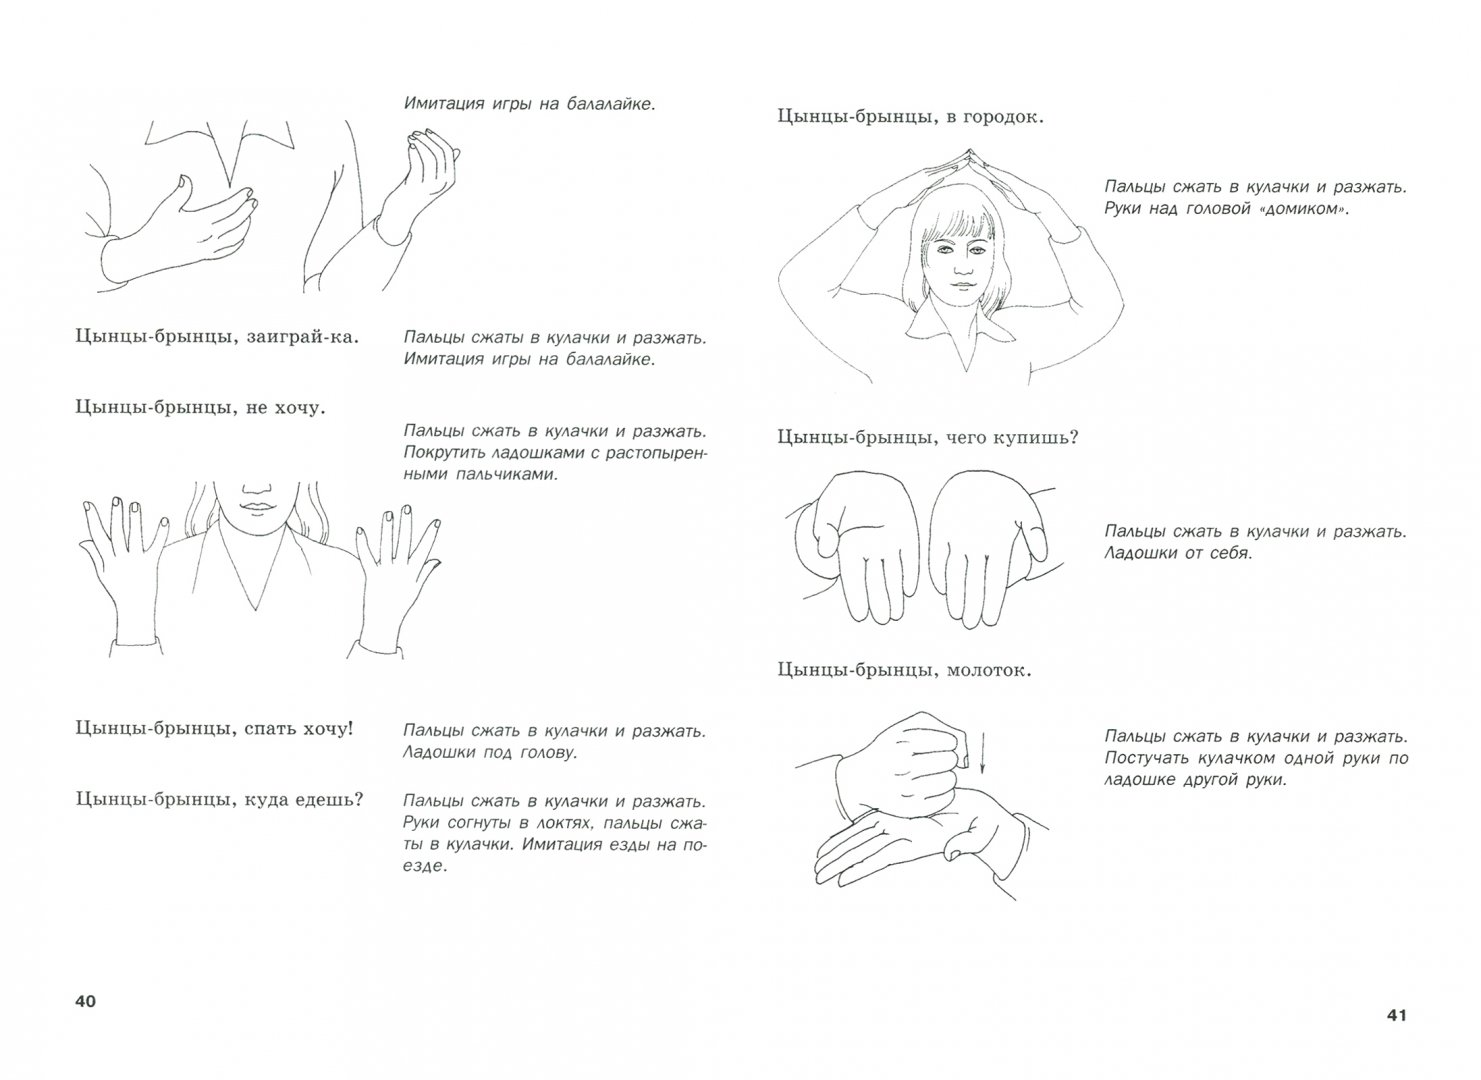 Имитация игры на балалайке.
Цынцы-брынцы, заиграй-ка.
Пальцы сжаты в кулачки и разжать.
Имитация игры на балалайке.
Цынцы-брынцы, не хочу.
Пальцы сжать в кулачки и разжать.
Покрутить ладошками с растопырен-
ными пальчиками.
Цынцы-брынцы, спать хочу!
Пальцы сжать в кулачки и разжать.
Ладошки под голову.
Цынцы-брынцы, куда едешь?
Пальцы сжать в кулачки и разжать.
Руки согнуты в локтях, пальцы сжа-
ты в кулачки. Имитация езды на по-
езде.
40
Цынцы-брынцы, в городок.
Пальцы сжать в кулачки и разжать.
Руки над головой «домиком».
Цынцы-брынцы, чего купишь?
Пальцы сжать в кулачки и разжать.
Ладошки от себя.
Цынцы-брынцы, молоток.
Пальцы сжать в кулачки и разжать.
Постучать кулачком одной руки по
ладошке другой руки.
41